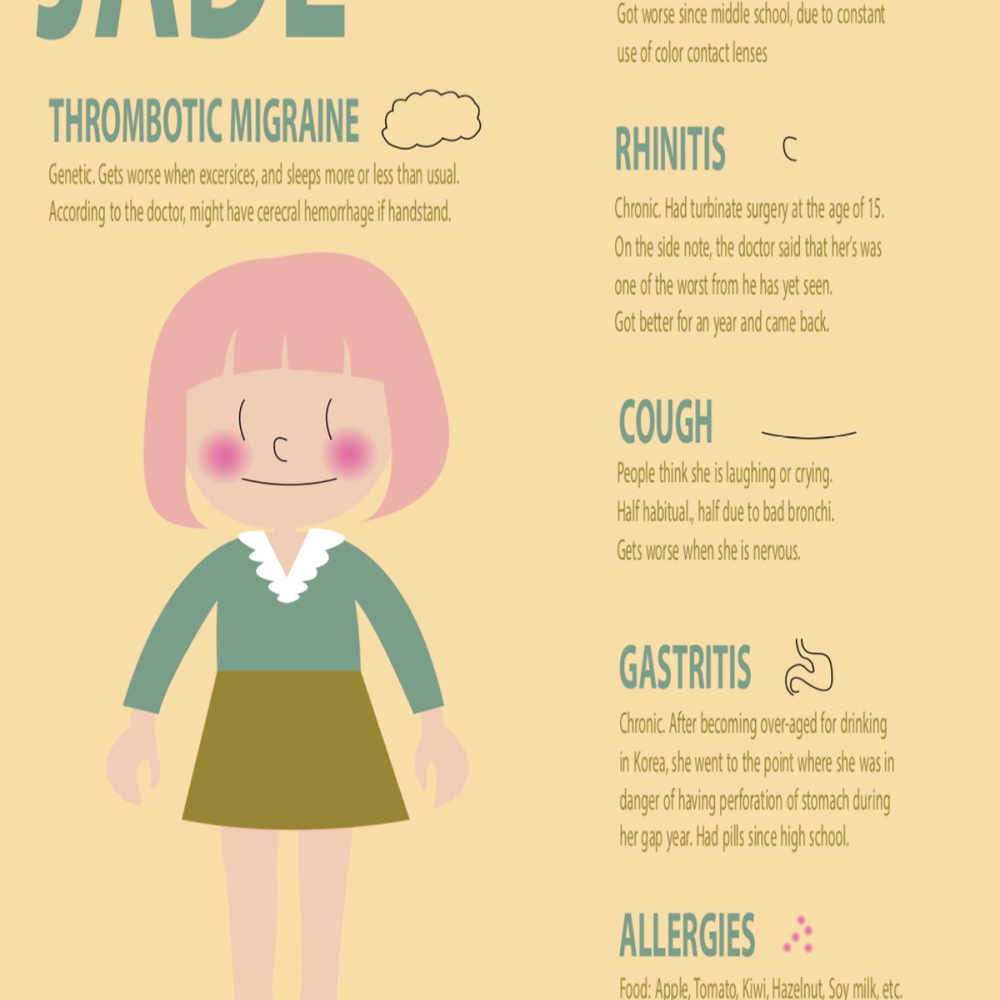 JADE
THROMBOTIC MIGRAINE
Genetic. Gets worse when excersices, and sleeps more or less than usual.
According to the doctor, might have cerecral hemorrhage if handstand.
Got worse since middle school, due to constant
use of color contact lenses
RHINITIS
Chronic. Had turbinate surgery at the age of 15.
On the side note, the doctor said that her's was
one of the worst from he has yet seen.
Got better for an year and came back.
COUGH
People think she is laughing or crying.
Half habitual., half due to bad bronchi.
Gets worse when she is nervous.
GASTRITIS
Chronic. After becoming over-aged for drinking
in Korea, she went to the point where she was in
danger of having perforation of stomach during
her gap year. Had pills since high school.
ALLERGIES
Food: Apple, Tomato, Kiwi, Hazelnut, Soy milk, etc.